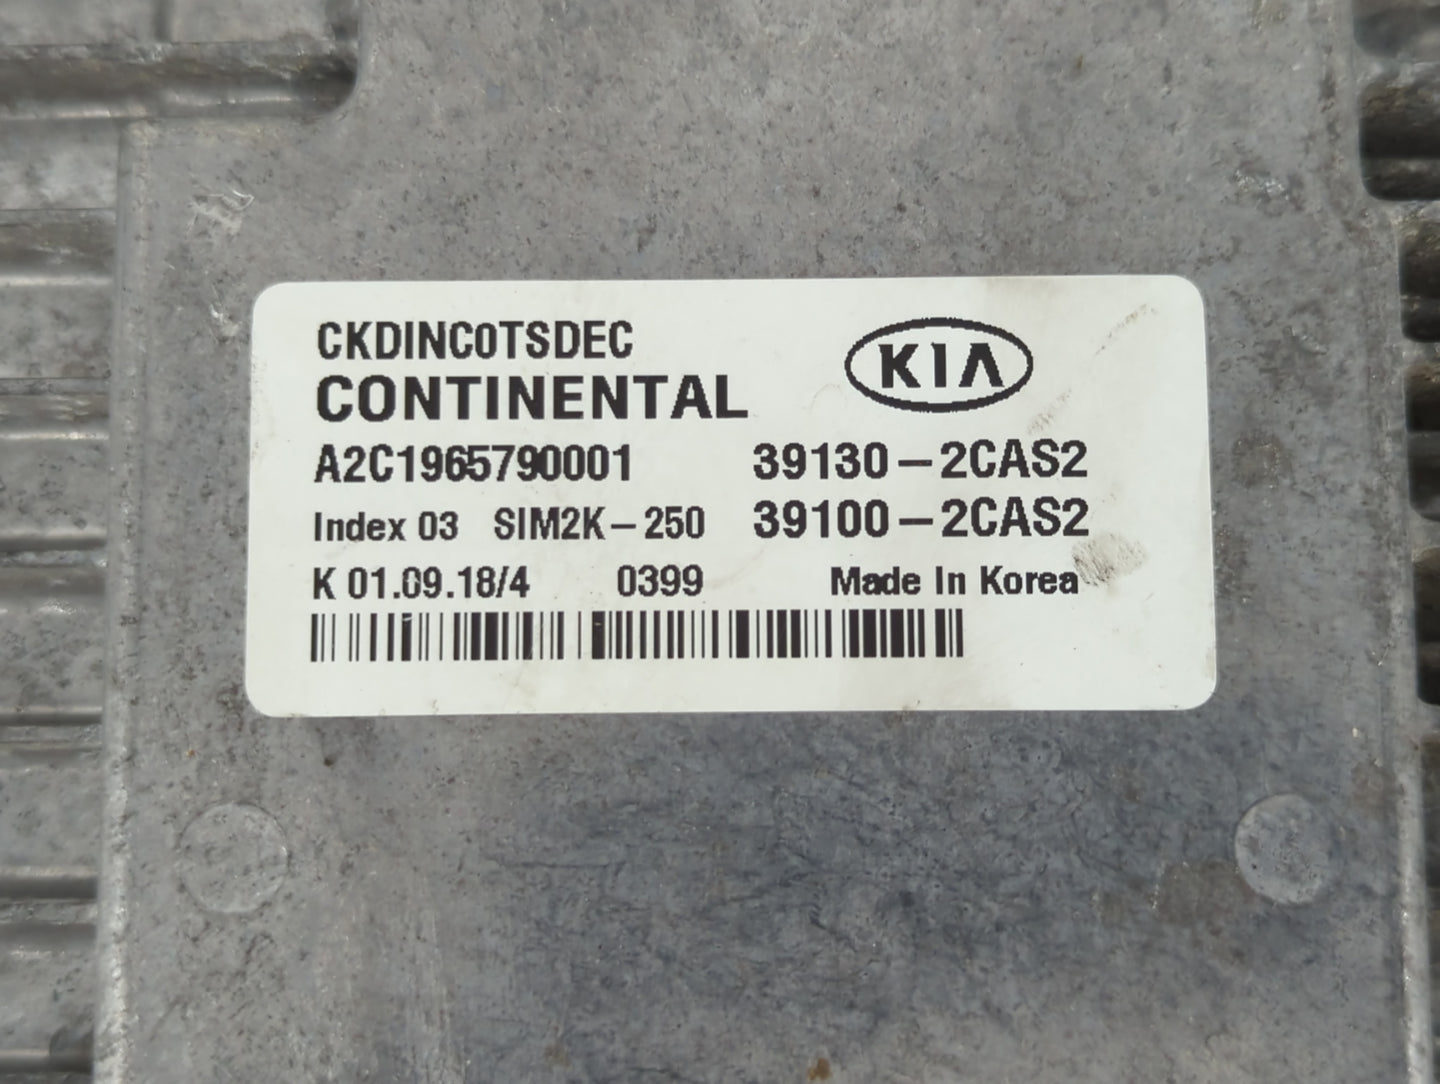 CKDINC0TSDEC
KIA
CONTINENTAL
A2C1965790001 39130-2CAS2
Index 03 SIM2K-250 39100-2CAS2
K 01.09.18/4 0399 Made In Korea